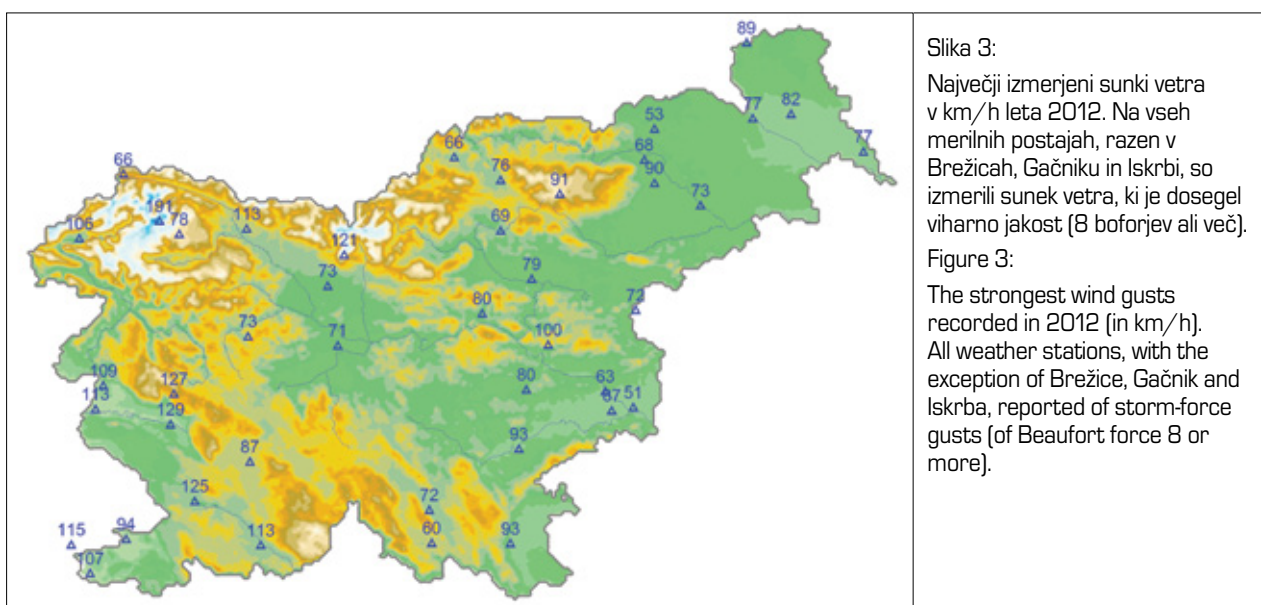 89
53
77
82
77
66
68
66
76
90
91
73
191
78
113
106
69
121
73
79
80
72
73
71
100
109
127
80
63
51
113
129
93
87
125
72
94
115
113
60
93
107
Slika 3:
Največji izmerjeni sunki vetra
v km/h leta 2012. Na vseh
merilnih postajah, razen v
Brežicah, Gačniku in Iskrbi, so
izmerili sunek vetra, ki je dosegel
viharno jakost (8 boforjev ali več).
Figure 3:
The strongest wind gusts
recorded in 2012 (in km/h).
All weather stations, with the
exception of Brežice, Gačnik and
Iskrba, reported of storm-force
gusts (of Beaufort force 8 or
more).